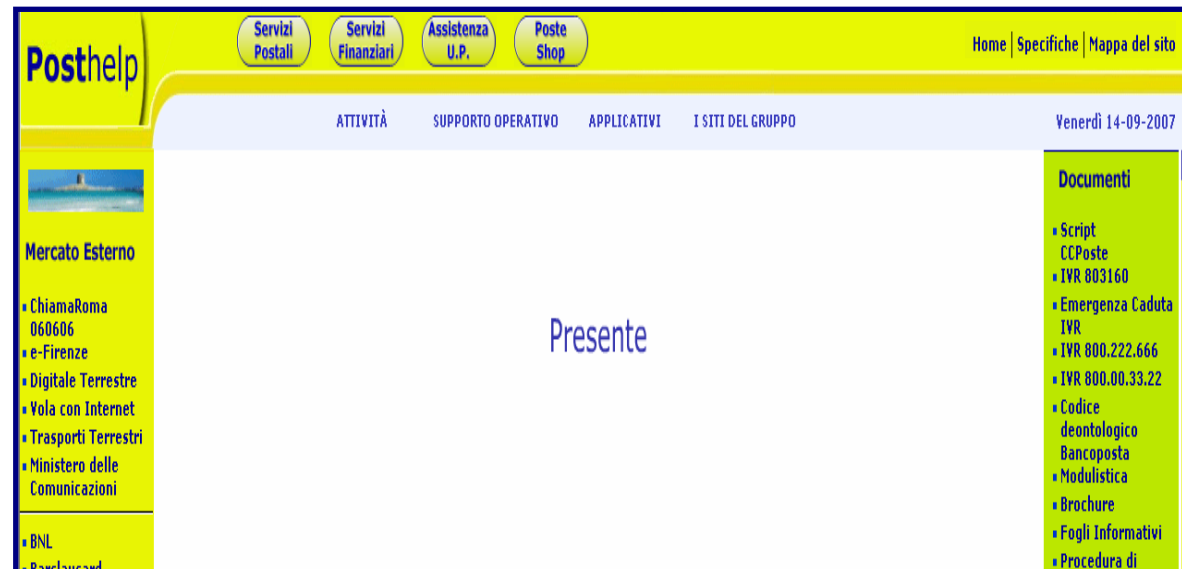 Posthelp
Servizi
Postali
Servizi
Finanziari
Assistenza
U.P.
Poste
Shop
Home | Specifiche | Mappa del sito
ATTIVITÀ SUPPORTO OPERATIVO APPLICATIVI I SITI DEL GRUPPO
Venerdì 14-09-2007
Mercato Esterno
ChiamaRoma
060606
e-Firenze
Digitale Terrestre
Vola con Internet
Trasporti Terrestri
Ministero delle
Comunicazioni
BNL
Barclaycard
Presente
Documenti
Script
CCPoste
IVR 803160
Emergenza Caduta
IVR
IVR 800.222.666
IVR 800.00.33.22
Codice
deontologico
Bancoposta
Modulistica
Brochure
Fogli Informativi
Procedura di